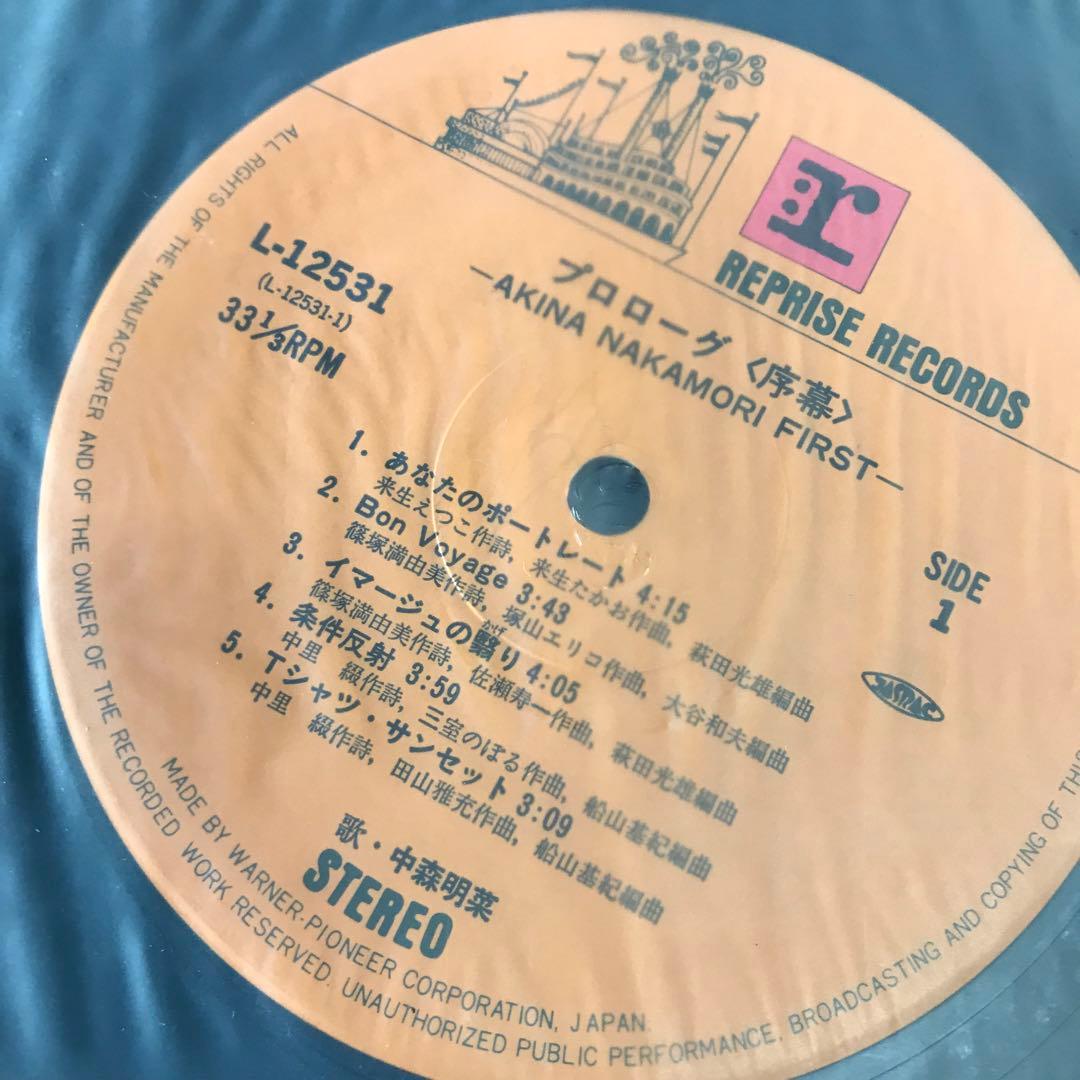 r
REPRISE RECORDS
プロローグ〈序幕〉
—AKINA NAKAMORI FIRST—
L-12531
(L-12531-1)
33 1/3RPM
SIDE
1
JASRAC
1. あなたのポートレート 4:15
来生えつこ作詩, 来生たかお作曲, 萩田光雄編曲
2. Bon Voyage 3:43
篠塚満由美作詩, 塚山エリコ作曲, 大谷和夫編曲
3. イマージュの翳り 4:05
かげ
篠塚満由美作詩, 佐瀬寿一作曲, 萩田光雄編曲
4. 条件反射 3:59
中里 綴作詩, 三室のぼる作曲, 船山基紀編曲
5. Tシャツ・サンセット 3:09
中里 綴作詩, 田山雅充作曲, 船山基紀編曲
歌・中森明菜
STEREO
MADE BY WARNER-PIONEER CORPORATION, JAPAN.
ALL RIGHTS OF THE MANUFACTURER AND OF THE OWNER OF THE RECORDED WORK RESERVED. UNAUTHORIZED PUBLIC PERFORMANCE, BROADCASTING AND COPYING OF